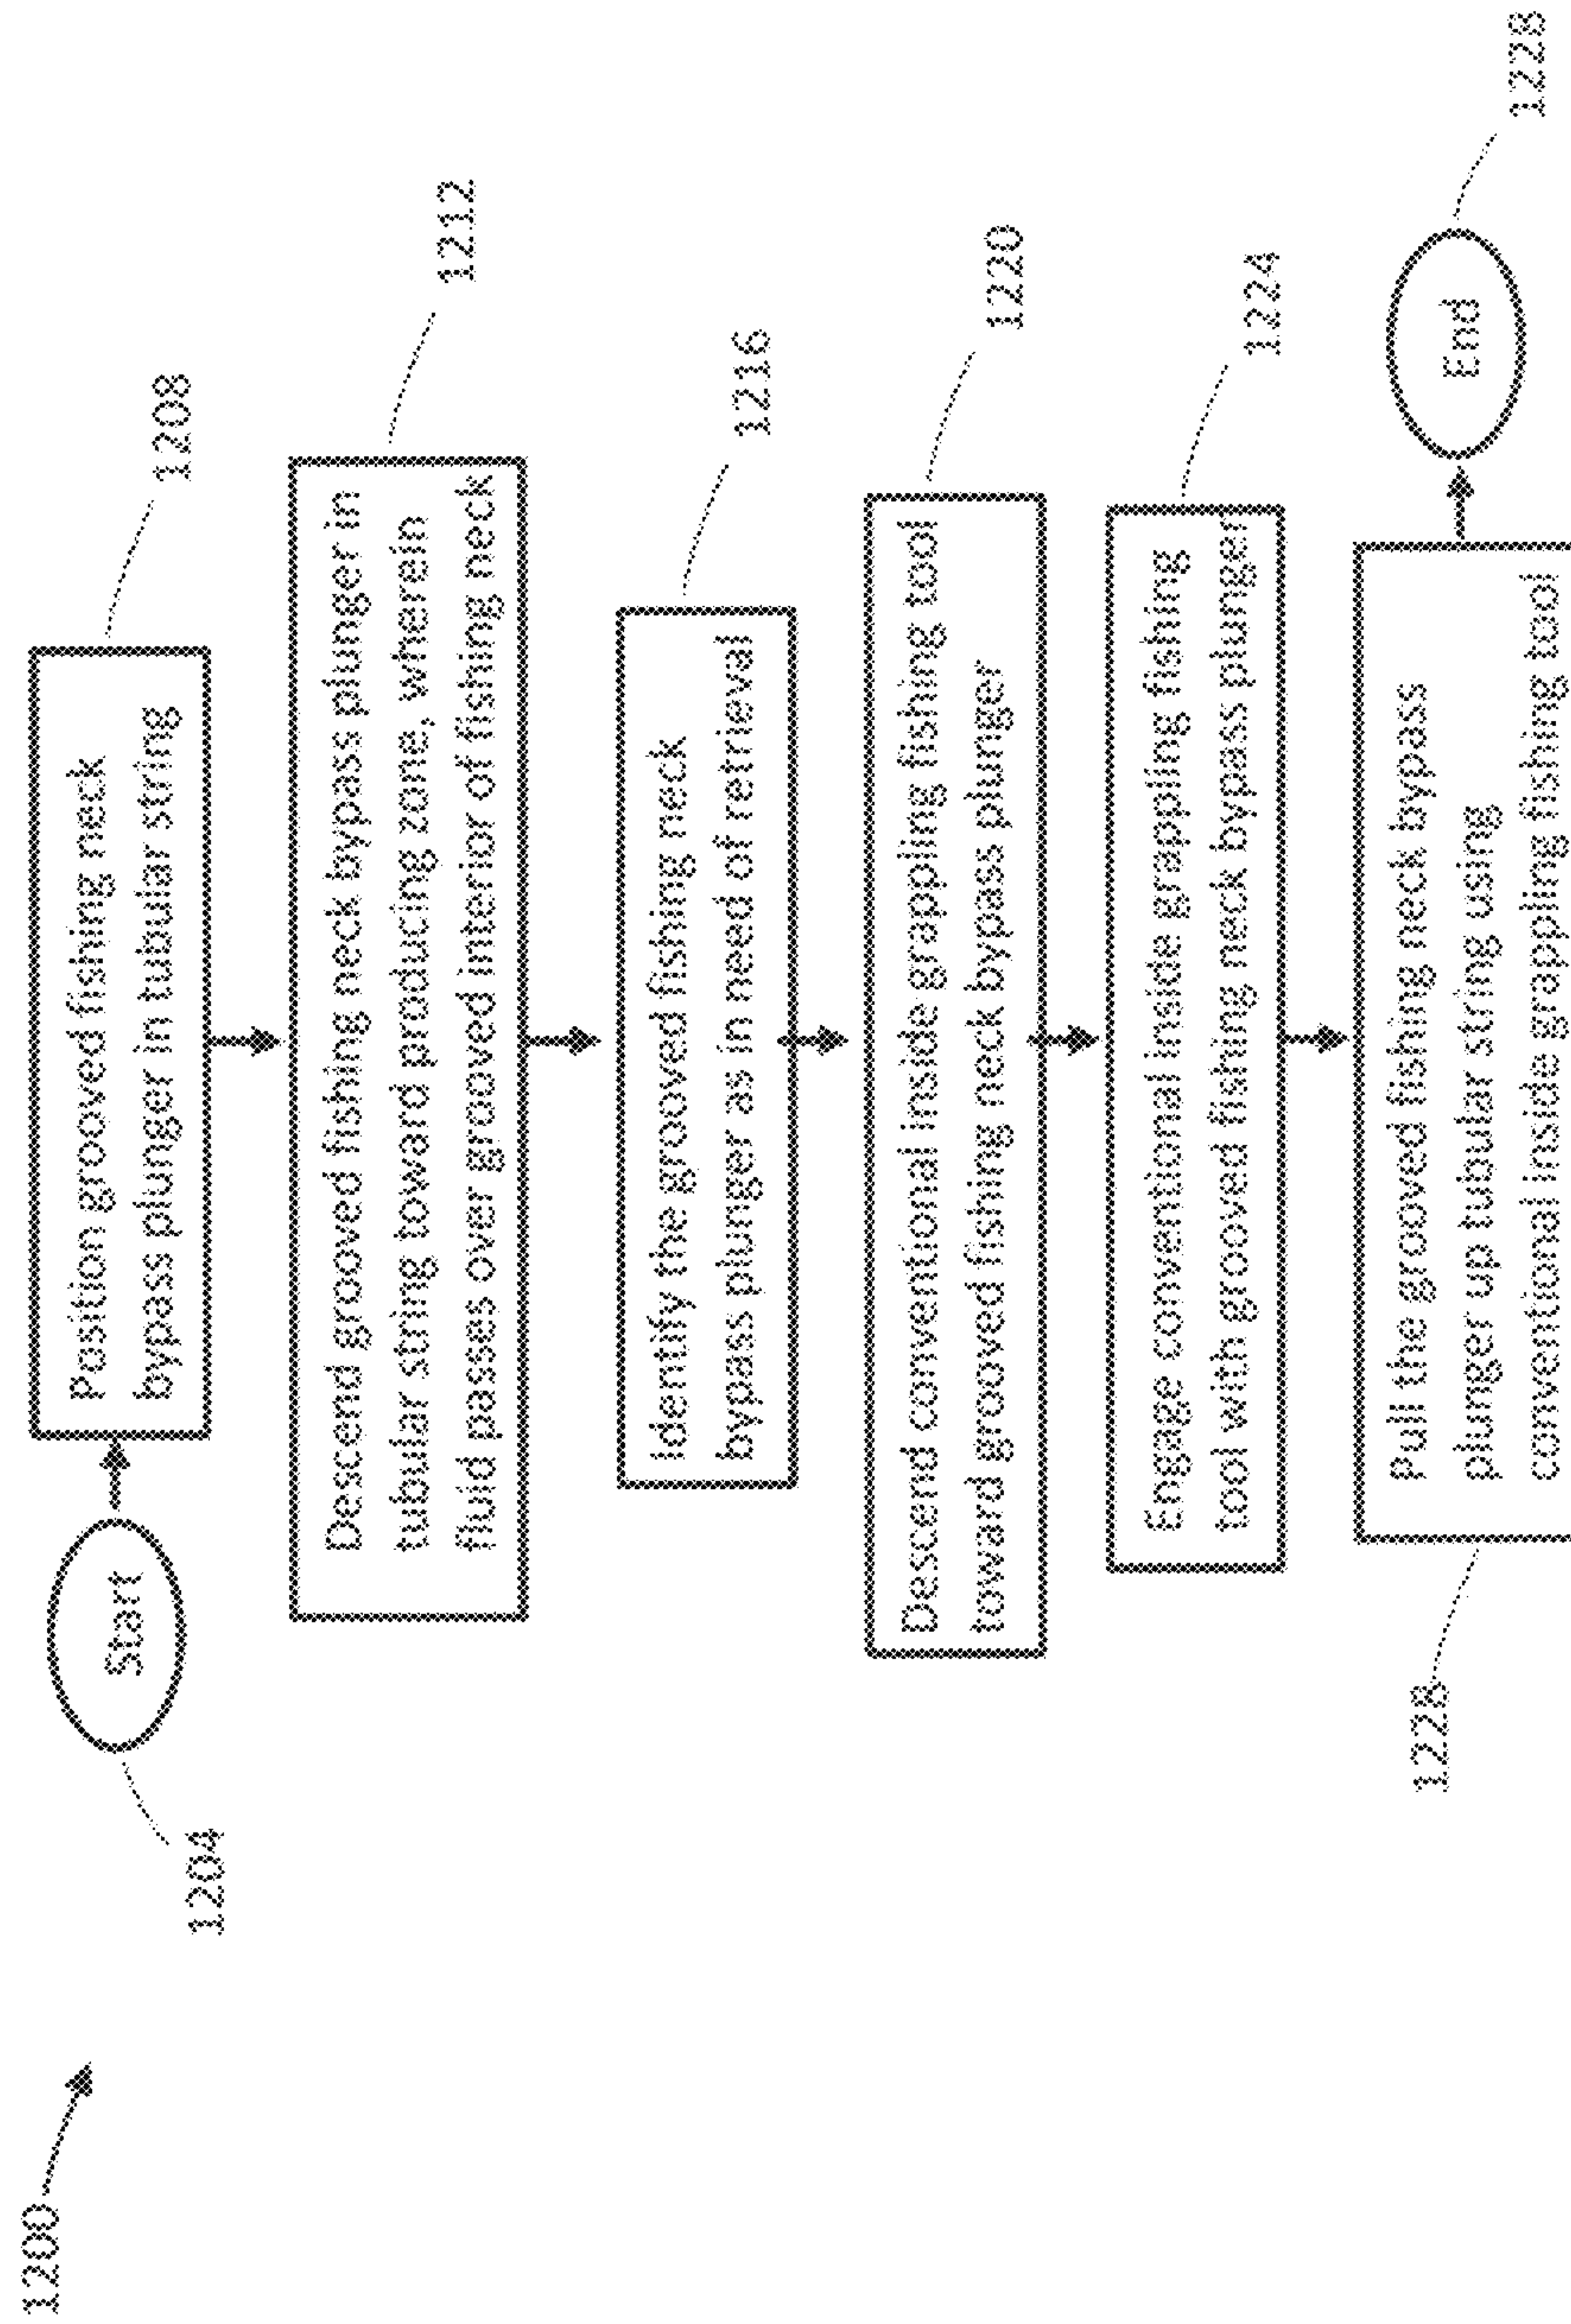 1200
1204
Start
Position grooved fishing neck
bypass plunger in tubular string
1208
Descend grooved fishing neck bypass plunger in
tubular string toward producing zone, wherein
fluid passes over grooved interior of fishing neck
1212
Identify the grooved fishing neck
bypass plunger as in need of retrieval
1216
Descend conventional inside grappling fishing tool
toward grooved fishing neck bypass plunger
1220
Engage conventional inside grappling fishing
tool with grooved fishing neck bypass plunger
1224
1228
Pull the grooved fishing neck bypass
plunger up tubular string using
conventional inside grappling fishing tool
End
1228